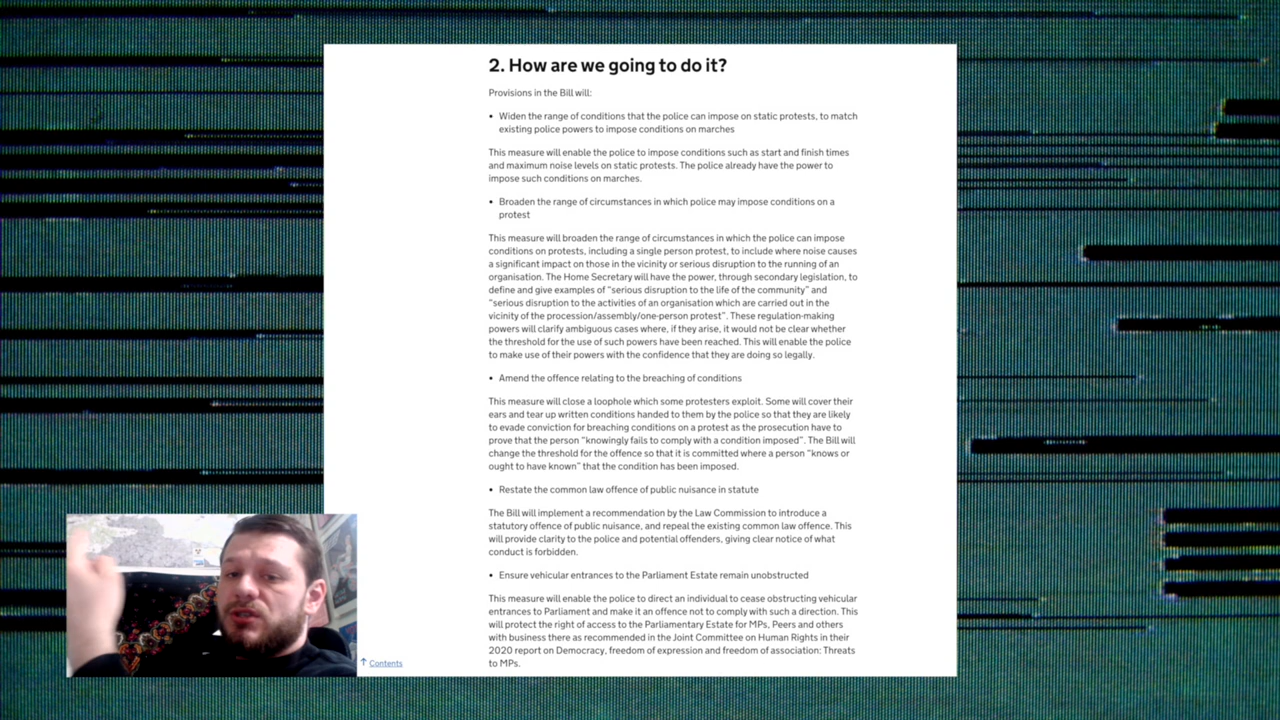 2. How are we going to do it?
Provisions in the Bill will:
• Widen the range of conditions that the police can impose on static protests, to match
existing police powers to impose conditions on marches
This measure will enable the police to impose conditions such as start and finish times
and maximum noise levels on static protests. The police already have the power to
impose such conditions on marches.
• Broaden the range of circumstances in which police may impose conditions on a
protest
This measure will broaden the range of circumstances in which the police can impose
conditions on protests, including a single person protest, to include where noise causes
a significant impact on those in the vicinity or serious disruption to the running of an
organisation. The Home Secretary will have the power, through secondary legislation, to
define and give examples of “serious disruption to the life of the community” and
“serious disruption to the activities of an organisation which are carried out in the
vicinity of the procession/assembly/one-person protest”. These regulation-making
powers will clarify ambiguous cases where, if they arise, it would not be clear whether
the threshold for the use of such powers have been reached. This will enable the police
to make use of their powers with the confidence that they are doing so legally.
• Amend the offence relating to the breaching of conditions
This measure will close a loophole which some protesters exploit. Some will cover their
ears and tear up written conditions handed to them by the police so that they are likely
to evade conviction for breaching conditions on a protest as the prosecution have to
prove that the person “knowingly fails to comply with a condition imposed”. The Bill will
change the threshold for the offence so that it is committed where a person “knows or
ought to have known” that the condition has been imposed.
• Restate the common law offence of public nuisance in statute
The Bill will implement a recommendation by the Law Commission to introduce a
statutory offence of public nuisance, and repeal the existing common law offence. This
will provide clarity to the police and potential offenders, giving clear notice of what
conduct is forbidden.
• Ensure vehicular entrances to the Parliament Estate remain unobstructed
This measure will enable the police to direct an individual to cease obstructing vehicular
entrances to Parliament and make it an offence not to comply with such a direction. This
will protect the right of access to the Parliamentary Estate for MPs, Peers and others
with business there as recommended in the Joint Committee on Human Rights in their
2020 report on Democracy, freedom of expression and freedom of association: Threats
to MPs.
↑ Contents